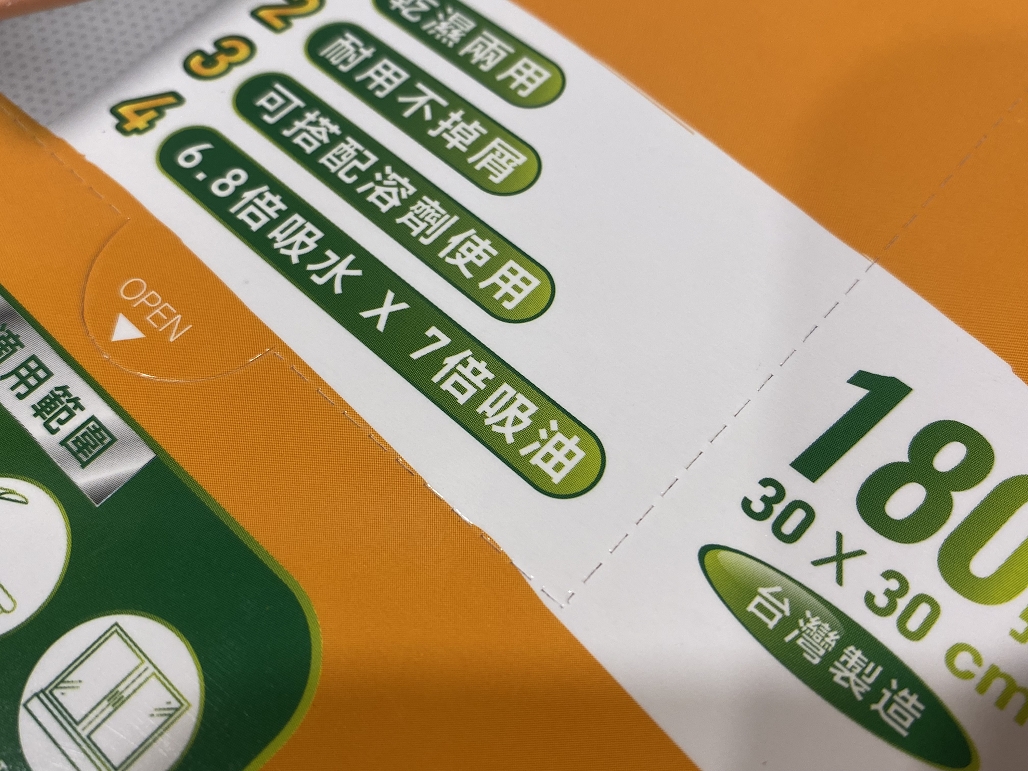 乾濕兩用
2
耐用不掉屑
3
可搭配溶劑使用
4
6.8倍吸水 X 7倍吸油
OPEN
適用範圍
180
30 X 30 cm
台灣製造